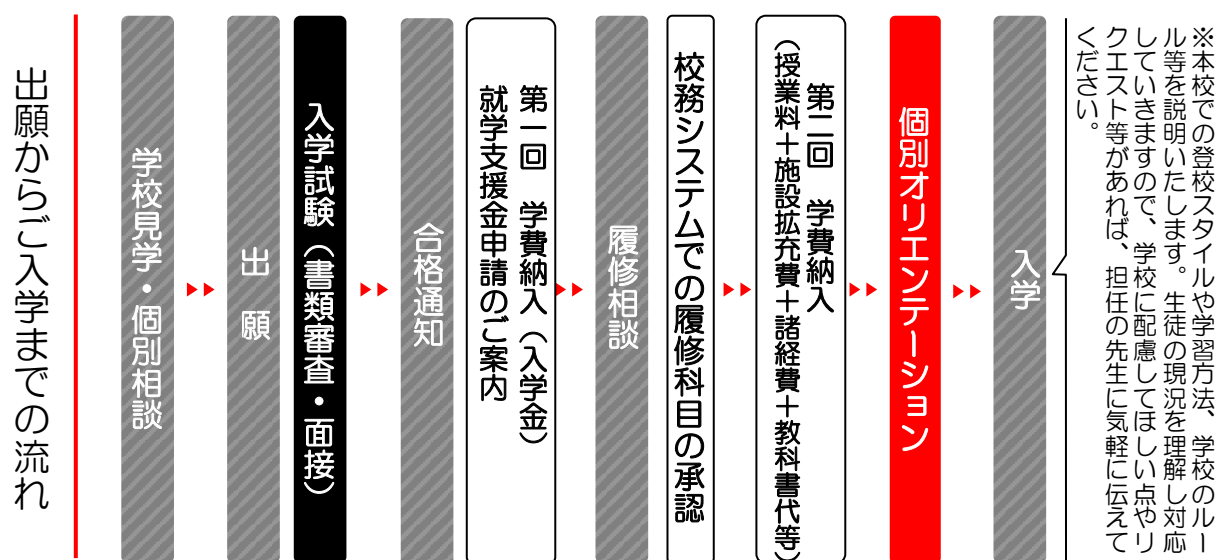 出願からご入学までの流れ
学校見学・個別相談
出　願
入学試験（書類審査・面接）
合格通知
第一回　学費納入（入学金）
就学支援金申請のご案内
履修相談
校務システムでの履修科目の承認
第二回　学費納入
（授業料＋施設拡充費＋諸経費＋教科書代等）
個別オリエンテーション
入学
※本校での登校スタイルや学習方法、学校のルー
ル等を説明いたします。生徒の現況を理解し対応
していきますので、学校に配慮してほしい点やリ
クエスト等があれば、担任の先生に気軽に伝えて
ください。